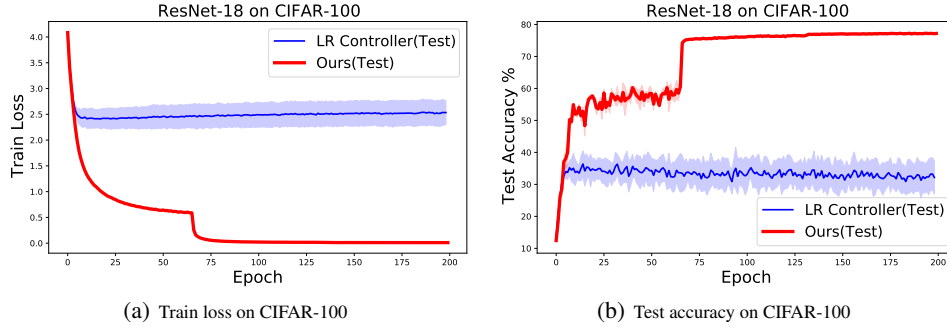 ResNet-18 on CIFAR-100
4.0
3.5
3.0
2.5
2.0
1.5
1.0
0.5
0.0
Train Loss
LR Controller(Test)
Ours(Test)
0 25 50 75 100 125 150 175 200
Epoch
(a) Train loss on CIFAR-100
ResNet-18 on CIFAR-100
80
70
60
50
40
30
20
10
Test Accuracy %
LR Controller(Test)
Ours(Test)
0 25 50 75 100 125 150 175 200
Epoch
(b) Test accuracy on CIFAR-100